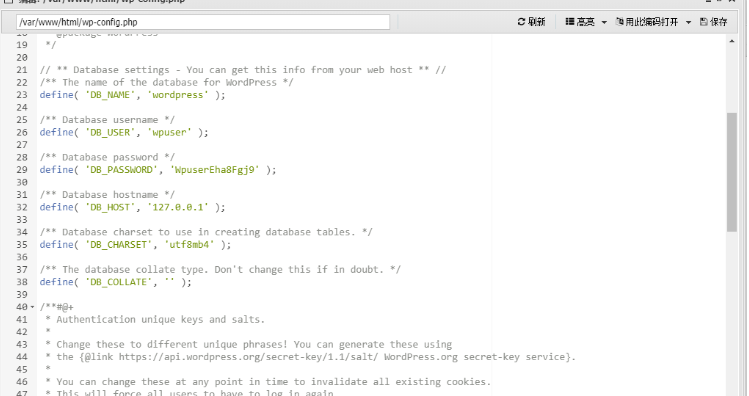 编辑: /var/www/html/wp-config.php
/var/www/html/wp-config.php 刷新 高亮 用此编码打开 保存
18 * @package WordPress
19 */
20
21 // ** Database settings - You can get this info from your web host ** //
22 /** The name of the database for WordPress */
23 define( 'DB_NAME', 'wordpress' );
24
25 /** Database username */
26 define( 'DB_USER', 'wpuser' );
27
28 /** Database password */
29 define( 'DB_PASSWORD', 'WpuserEha8Fgj9' );
30
31 /** Database hostname */
32 define( 'DB_HOST', '127.0.0.1' );
33
34 /** Database charset to use in creating database tables. */
35 define( 'DB_CHARSET', 'utf8mb4' );
36
37 /** The database collate type. Don't change this if in doubt. */
38 define( 'DB_COLLATE', '' );
39
40 /**#@+
41 * Authentication unique keys and salts.
42 *
43 * Change these to different unique phrases! You can generate these using
44 * the {@link https://api.wordpress.org/secret-key/1.1/salt/ WordPress.org secret-key service}.
45 *
46 * You can change these at any point in time to invalidate all existing cookies.
47 * This will force all users to have to log in again.